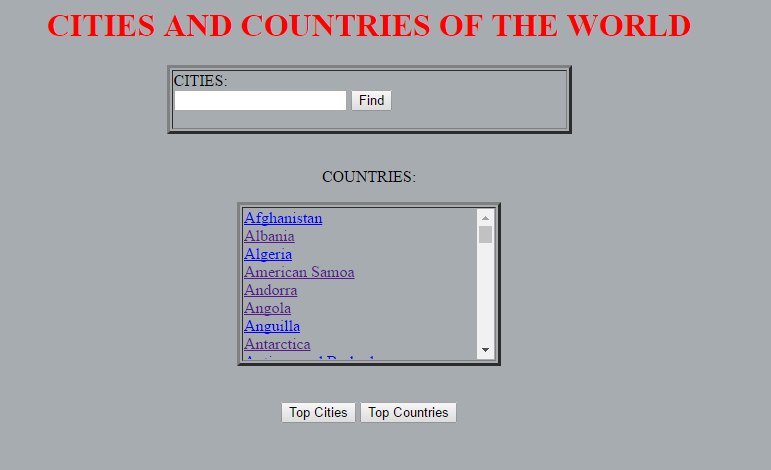 CITIES AND COUNTRIES OF THE WORLD
CITIES:
Find
COUNTRIES:
Afghanistan
Albania
Algeria
American Samoa
Andorra
Angola
Anguilla
Antarctica
Top Cities Top Countries